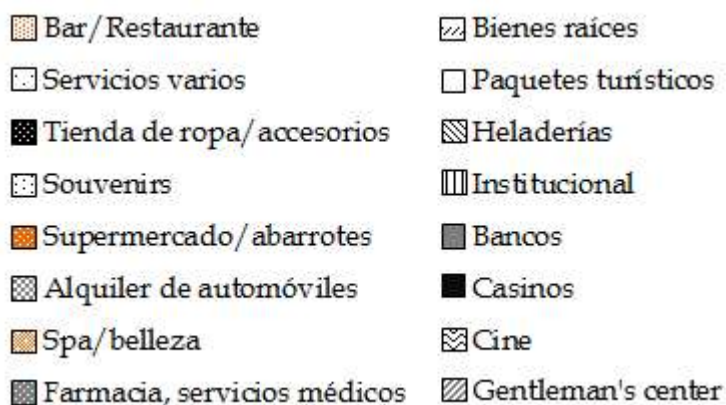 Bar/Restaurante
Servicios varios
Tienda de ropa/accesorios
Souvenirs
Supermercado/abarrotes
Alquiler de automóviles
Spa/belleza
Farmacia, servicios médicos
Bienes raíces
Paquetes turísticos
Heladerías
Institucional
Bancos
Casinos
Cine
Gentleman's center